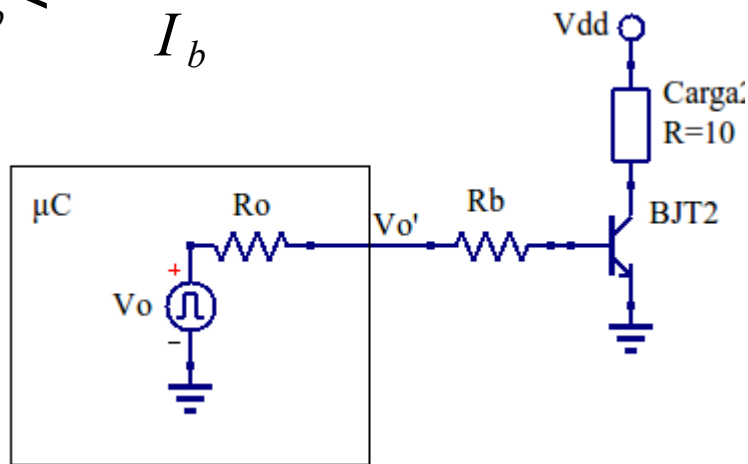 I_b
Vdd
Carga2
R=10
μC
Ro
Vo'
Rb
BJT2
+
Vo
−